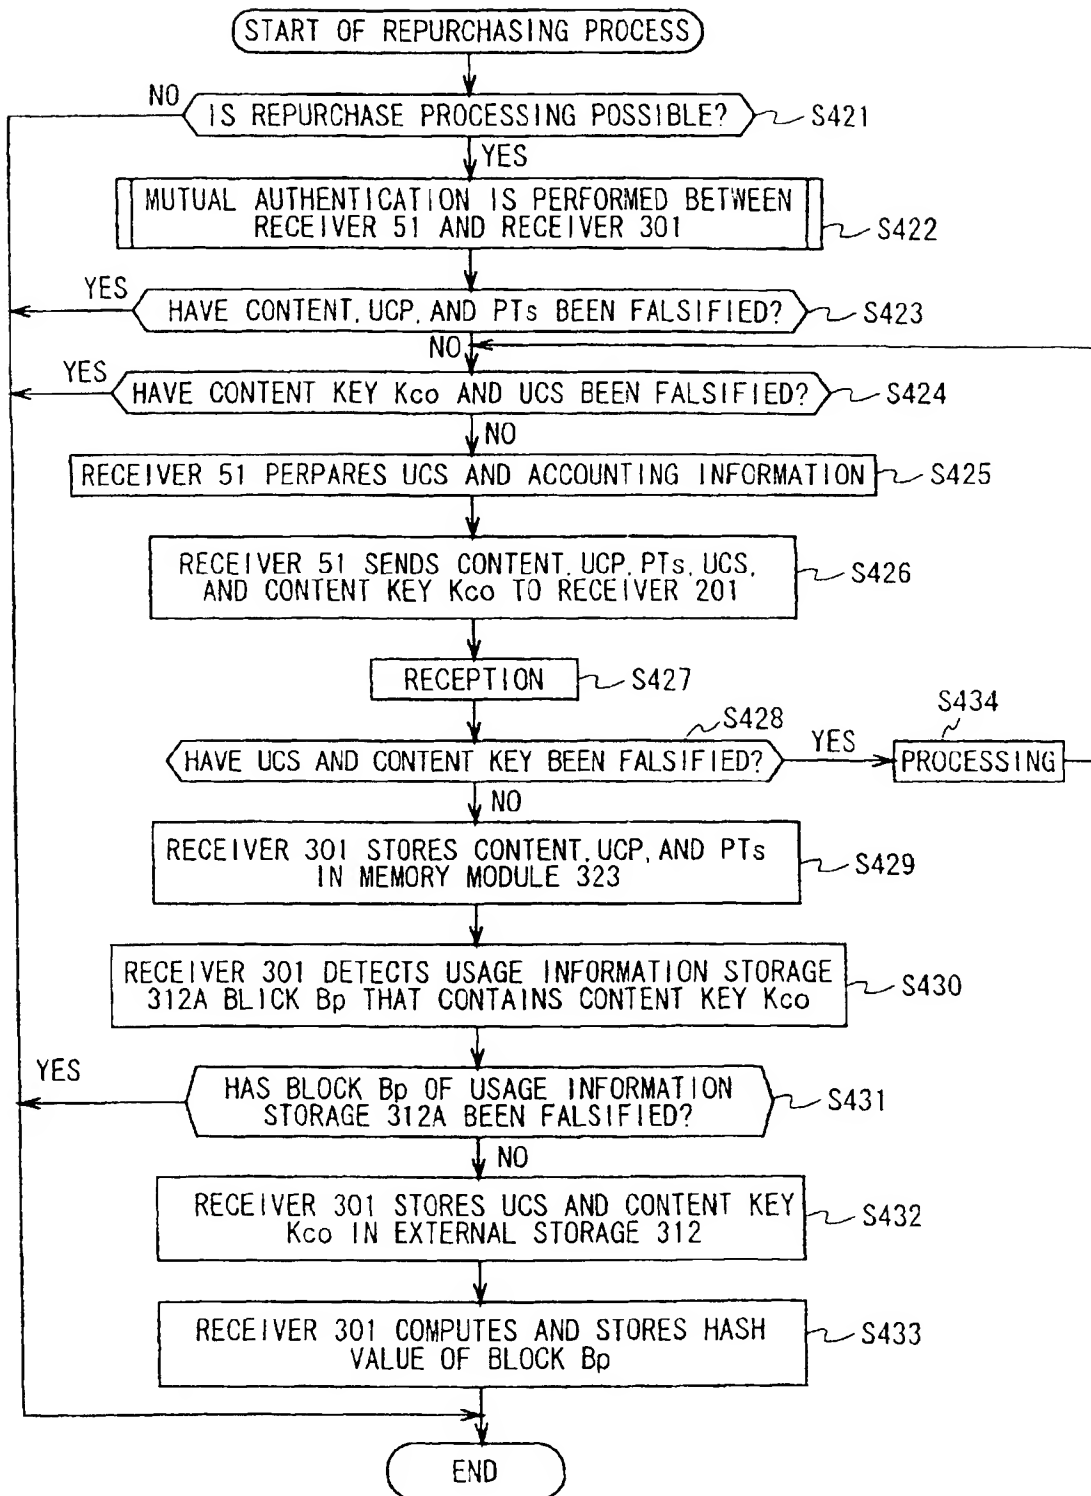 START OF REPURCHASING PROCESS
NO
IS REPURCHASE PROCESSING POSSIBLE?
S421
YES
MUTUAL AUTHENTICATION IS PERFORMED BETWEEN
RECEIVER 51 AND RECEIVER 301
S422
YES
HAVE CONTENT, UCP, AND PTs BEEN FALSIFIED?
S423
NO
YES
HAVE CONTENT KEY Kco AND UCS BEEN FALSIFIED?
S424
NO
RECEIVER 51 PERPARES UCS AND ACCOUNTING INFORMATION
S425
RECEIVER 51 SENDS CONTENT, UCP, PTs, UCS,
AND CONTENT KEY Kco TO RECEIVER 201
S426
RECEPTION
S427
S428
HAVE UCS AND CONTENT KEY BEEN FALSIFIED?
YES
S434
PROCESSING
NO
RECEIVER 301 STORES CONTENT, UCP, AND PTs
IN MEMORY MODULE 323
S429
RECEIVER 301 DETECTS USAGE INFORMATION STORAGE
312A BLICK Bp THAT CONTAINS CONTENT KEY Kco
S430
YES
HAS BLOCK Bp OF USAGE INFORMATION
STORAGE 312A BEEN FALSIFIED?
S431
NO
RECEIVER 301 STORES UCS AND CONTENT KEY
Kco IN EXTERNAL STORAGE 312
S432
RECEIVER 301 COMPUTES AND STORES HASH
VALUE OF BLOCK Bp
S433
END